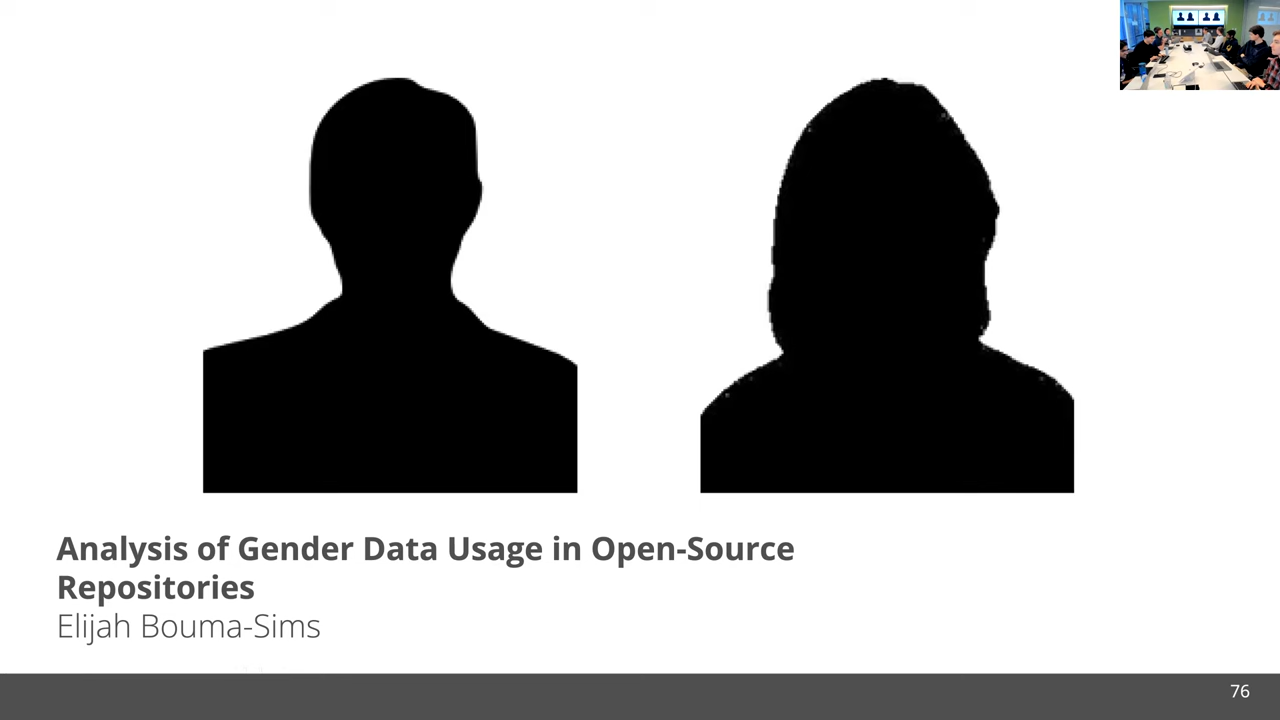 Analysis of Gender Data Usage in Open-Source
Repositories
Elijah Bouma-Sims
76